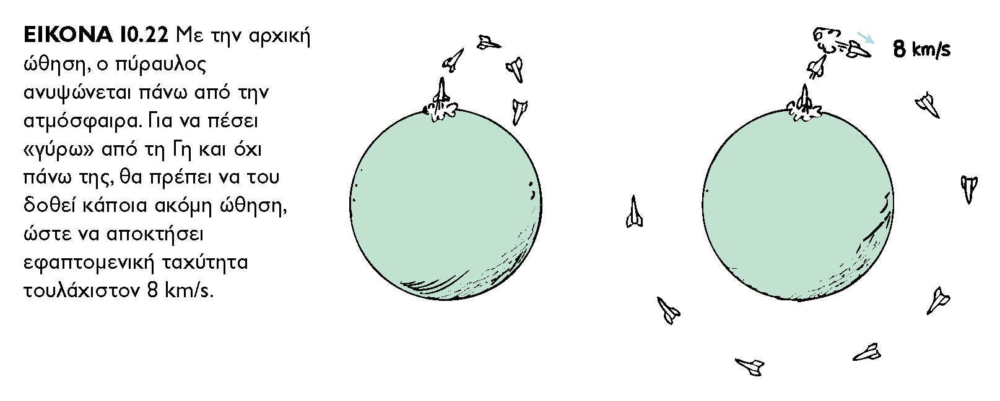 ΕΙΚΟΝΑ 10.22 Με την αρχική
ώθηση, ο πύραυλος
ανυψώνεται πάνω από την
ατμόσφαιρα. Για να πέσει
«γύρω» από τη Γη και όχι
πάνω της, θα πρέπει να του
δοθεί κάποια ακόμη ώθηση,
ώστε να αποκτήσει
εφαπτομενική ταχύτητα
τουλάχιστον 8 km/s.
8 km/s